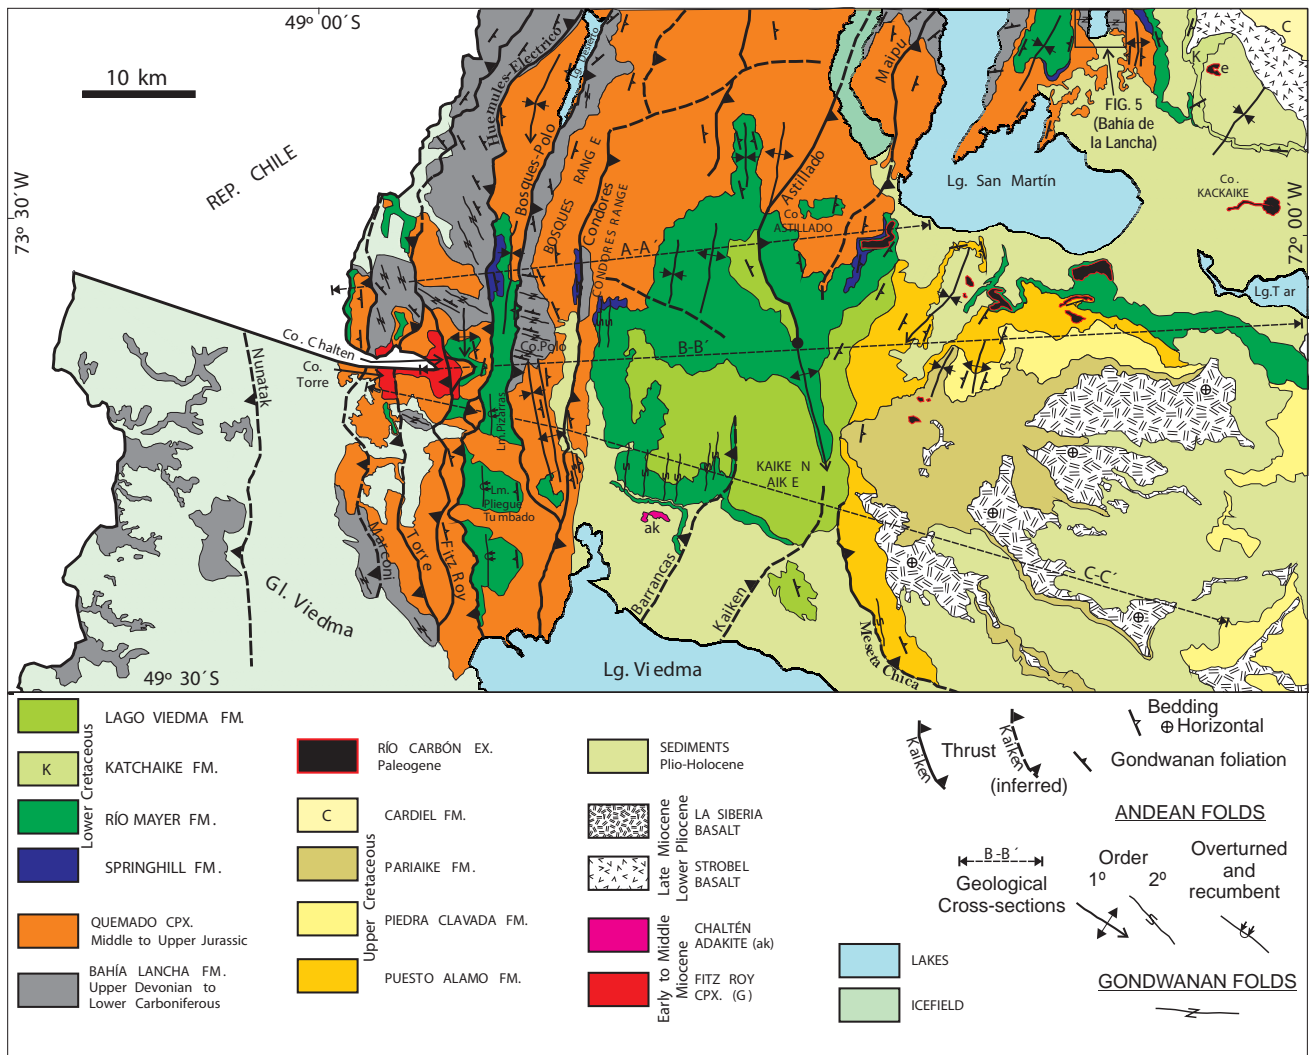 49º 00´S
10 km
REP. CHILE
73º 30´ W
72º 00 W
Huemules-Electrico
Lg. Desierto
Bosques-Polo
BOSQUES RANG E
Condores
CONDORES RANGE
A-A´
Astillado
Co. ASTILLADO
Maipu
Lg. San Martín
FIG. 5
(Bahía de
la Lancha)
K
e
C
Co.
KACKAIKE
Lg.T ar
Co. Chalten
Co.
Torre
Nunatak
Co.Polo
B-B´
Lm.Pizarras
Lm.
Pliegue
Tu mbado
KAIKE N
AIK E
ak
Marconi
Torre
Fitz Roy
Barrancas
Kaiken
Meseta Chica
C-C´
Gl. Viedma
49º 30´S
Lg. Viedma
LAGO VIEDMA FM.
K
KATCHAIKE FM.
RÍO MAYER FM.
SPRINGHILL FM.
Lower Cretaceous
QUEMADO CPX.
Middle to Upper Jurassic
BAHÍA LANCHA FM.
Upper Devonian to
Lower Carboniferous
RÍO CARBÓN EX.
Paleogene
C
CARDIEL FM.
PARIAIKE FM.
PIEDRA CLAVADA FM.
PUESTO ALAMO FM.
Upper Cretaceous
SEDIMENTS
Plio-Holocene
LA SIBERIA
BASALT
STROBEL
BASALT
Late Miocene
Lower Pliocene
CHALTÉN
ADAKITE (ak)
FITZ ROY
CPX. (G)
Early to Middle
Miocene
LAKES
ICEFIELD
Kaiken
Thrust
Kaiken
(inferred)
Bedding
Horizontal
Gondwanan foliation
ANDEAN FOLDS
B-B´
Geological
Cross-sections
Order
1º
2º
Overturned
and
recumbent
GONDWANAN FOLDS